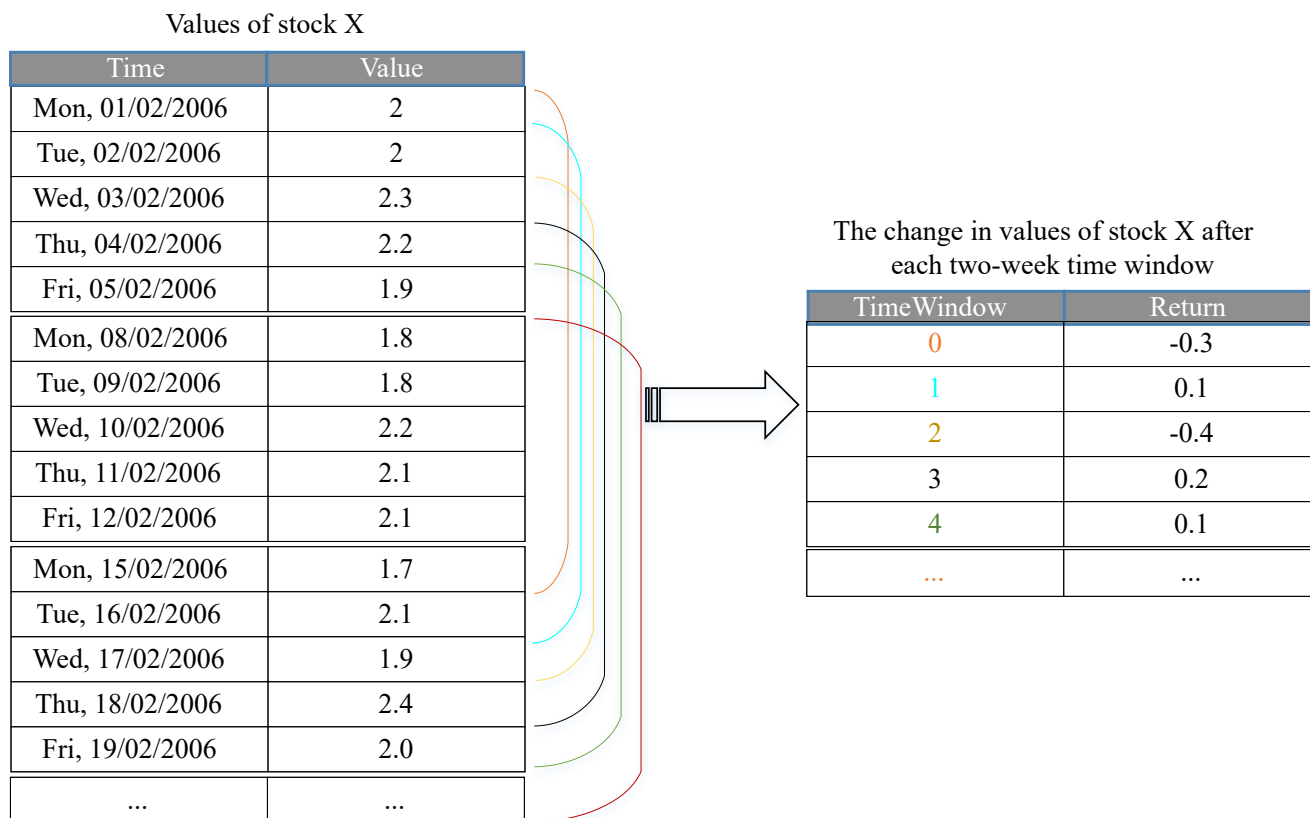 Values of stock X
Time Value
Mon, 01/02/2006 2
Tue, 02/02/2006 2
Wed, 03/02/2006 2.3
Thu, 04/02/2006 2.2
Fri, 05/02/2006 1.9
Mon, 08/02/2006 1.8
Tue, 09/02/2006 1.8
Wed, 10/02/2006 2.2
Thu, 11/02/2006 2.1
Fri, 12/02/2006 2.1
Mon, 15/02/2006 1.7
Tue, 16/02/2006 2.1
Wed, 17/02/2006 1.9
Thu, 18/02/2006 2.4
Fri, 19/02/2006 2.0
... ...
The change in values of stock X after
each two-week time window
TimeWindow Return
0 -0.3
1 0.1
2 -0.4
3 0.2
4 0.1
... ...